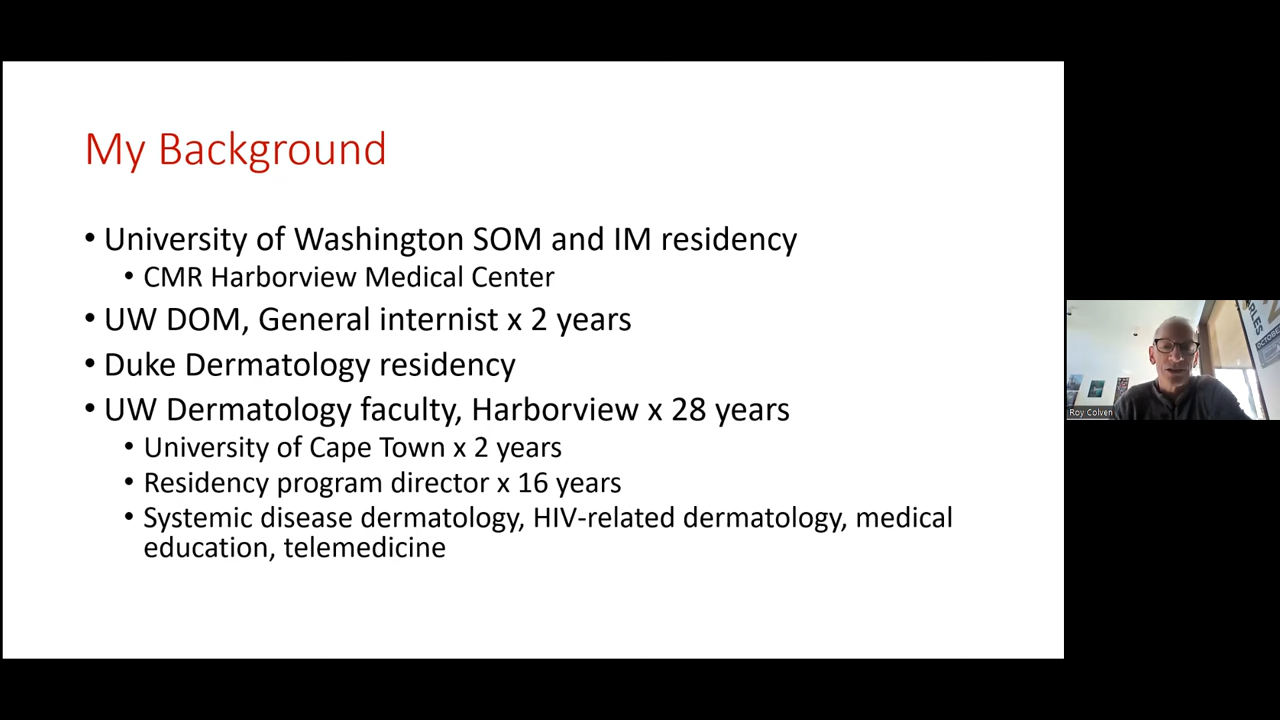 My Background
• University of Washington SOM and IM residency
• CMR Harborview Medical Center
• UW DOM, General internist x 2 years
• Duke Dermatology residency
• UW Dermatology faculty, Harborview x 28 years
• University of Cape Town x 2 years
• Residency program director x 16 years
• Systemic disease dermatology, HIV-related dermatology, medical
education, telemedicine
Roy Colven